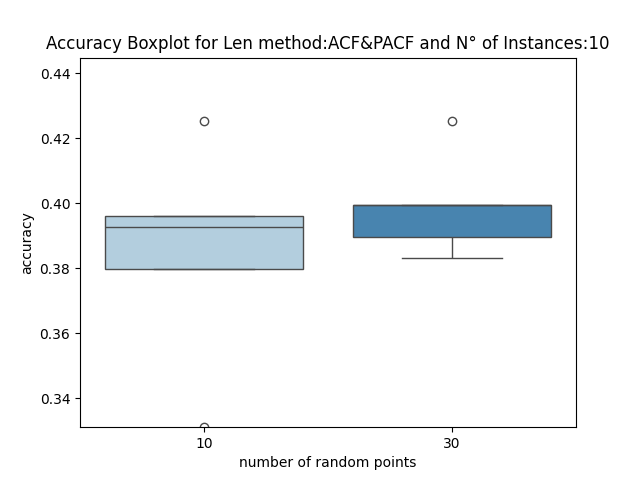 Accuracy Boxplot for Len method:ACF&PACF and N° of Instances:10
0.44
0.42
0.40
0.38
0.36
0.34
accuracy
10
30
number of random points